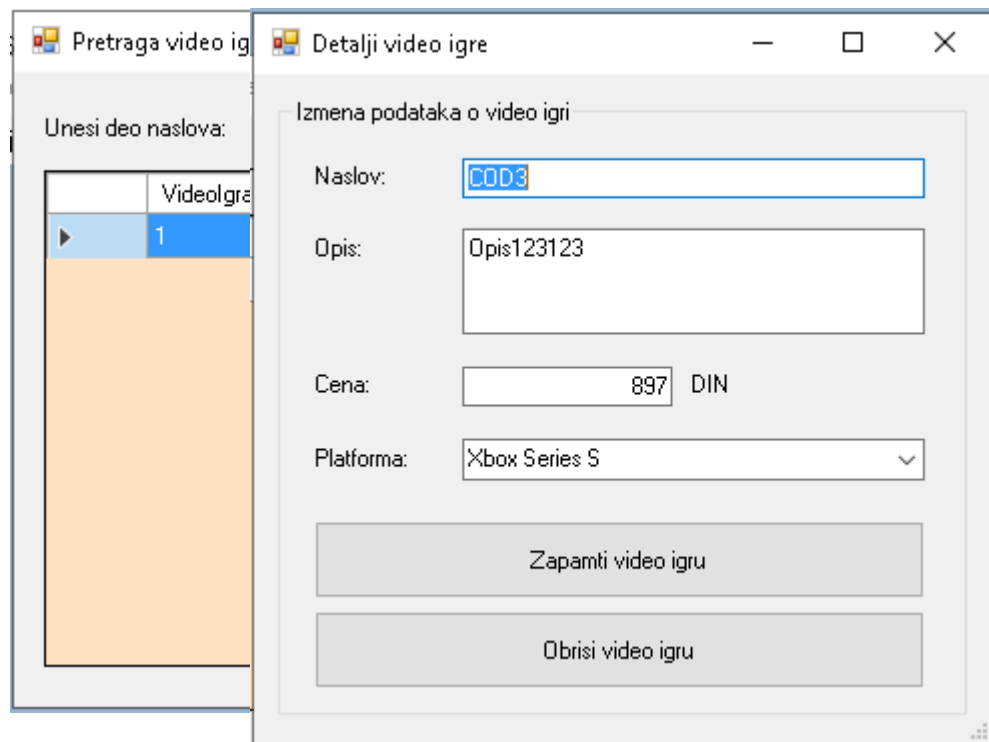 Pretraga video ig
Unesi deo naslova:
VideoIgra
1
Detalji video igre
Izmena podataka o video igri
Naslov:
COD3
Opis:
Opis123123
Cena:
897 DIN
Platforma:
Xbox Series S
Zapamti video igru
Obrisi video igru